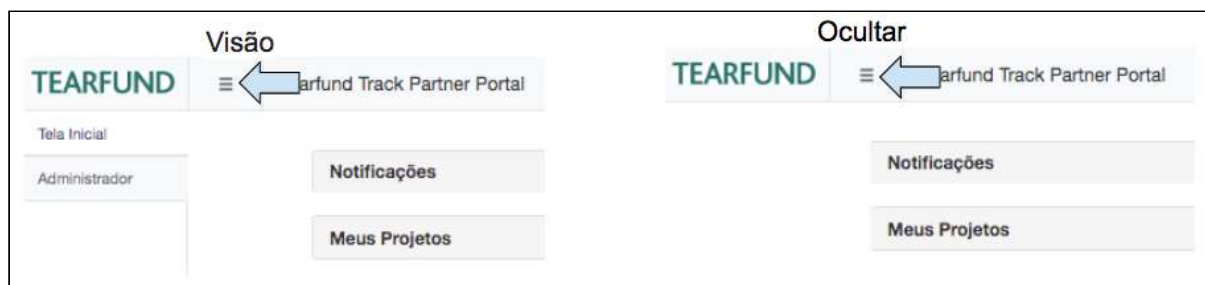 Visão
TEARFUND
☰ arfund Track Partner Portal
Tela Inicial
Administrador
Notificações
Meus Projetos
Ocultar
TEARFUND
☰ arfund Track Partner Portal
Notificações
Meus Projetos